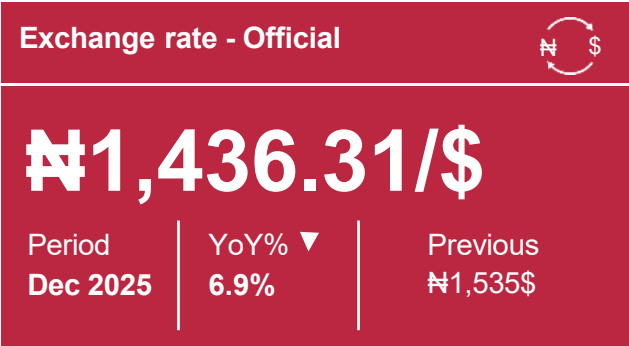 Exchange rate - Official
₦ $
₦1,436.31/$
Period
Dec 2025
YoY% ▼
6.9%
Previous
₦1,535$